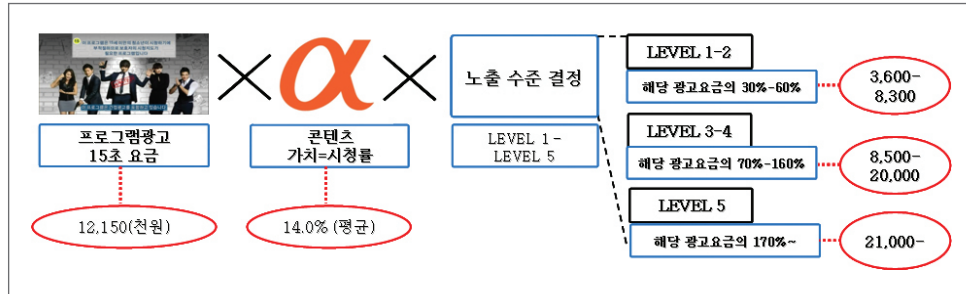 프로그램광고
15초 요금
12,150(천원)
α
콘텐츠
가치=시청률
14.0% (평균)
노출 수준 결정
LEVEL 1 -
LEVEL 5
LEVEL 1-2
해당 광고요금의 30%-60%
3,600-
8,300
LEVEL 3-4
해당 광고요금의 70%-160%
8,500-
20,000
LEVEL 5
해당 광고요금의 170%~
21,000-